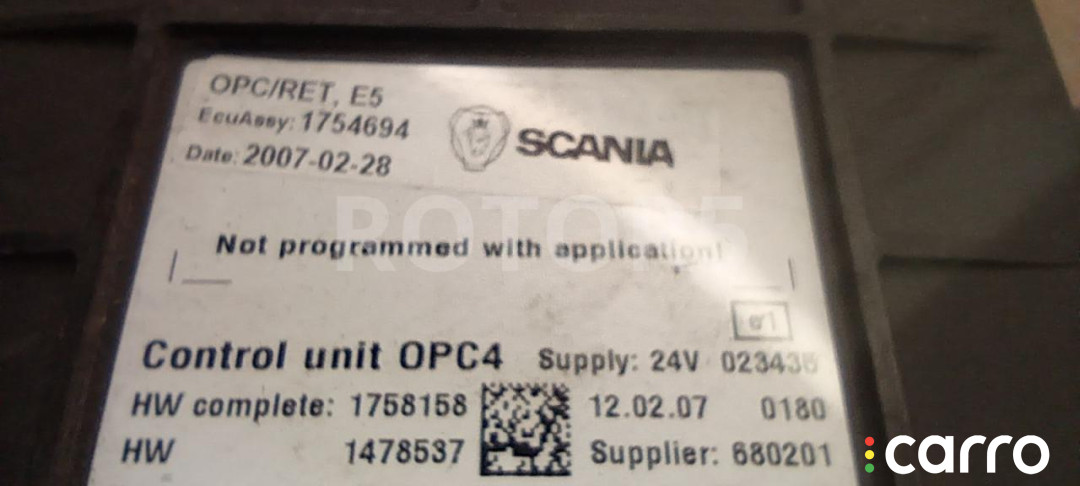 OPC/RET, E5
EcuAssy: 1754694
Date: 2007-02-28
SCANIA
Not programmed with application!
e1
Control unit OPC4 Supply: 24V
HW complete: 1758158 12.02.07 0180
HW 1478537 Supplier: 680201
carro